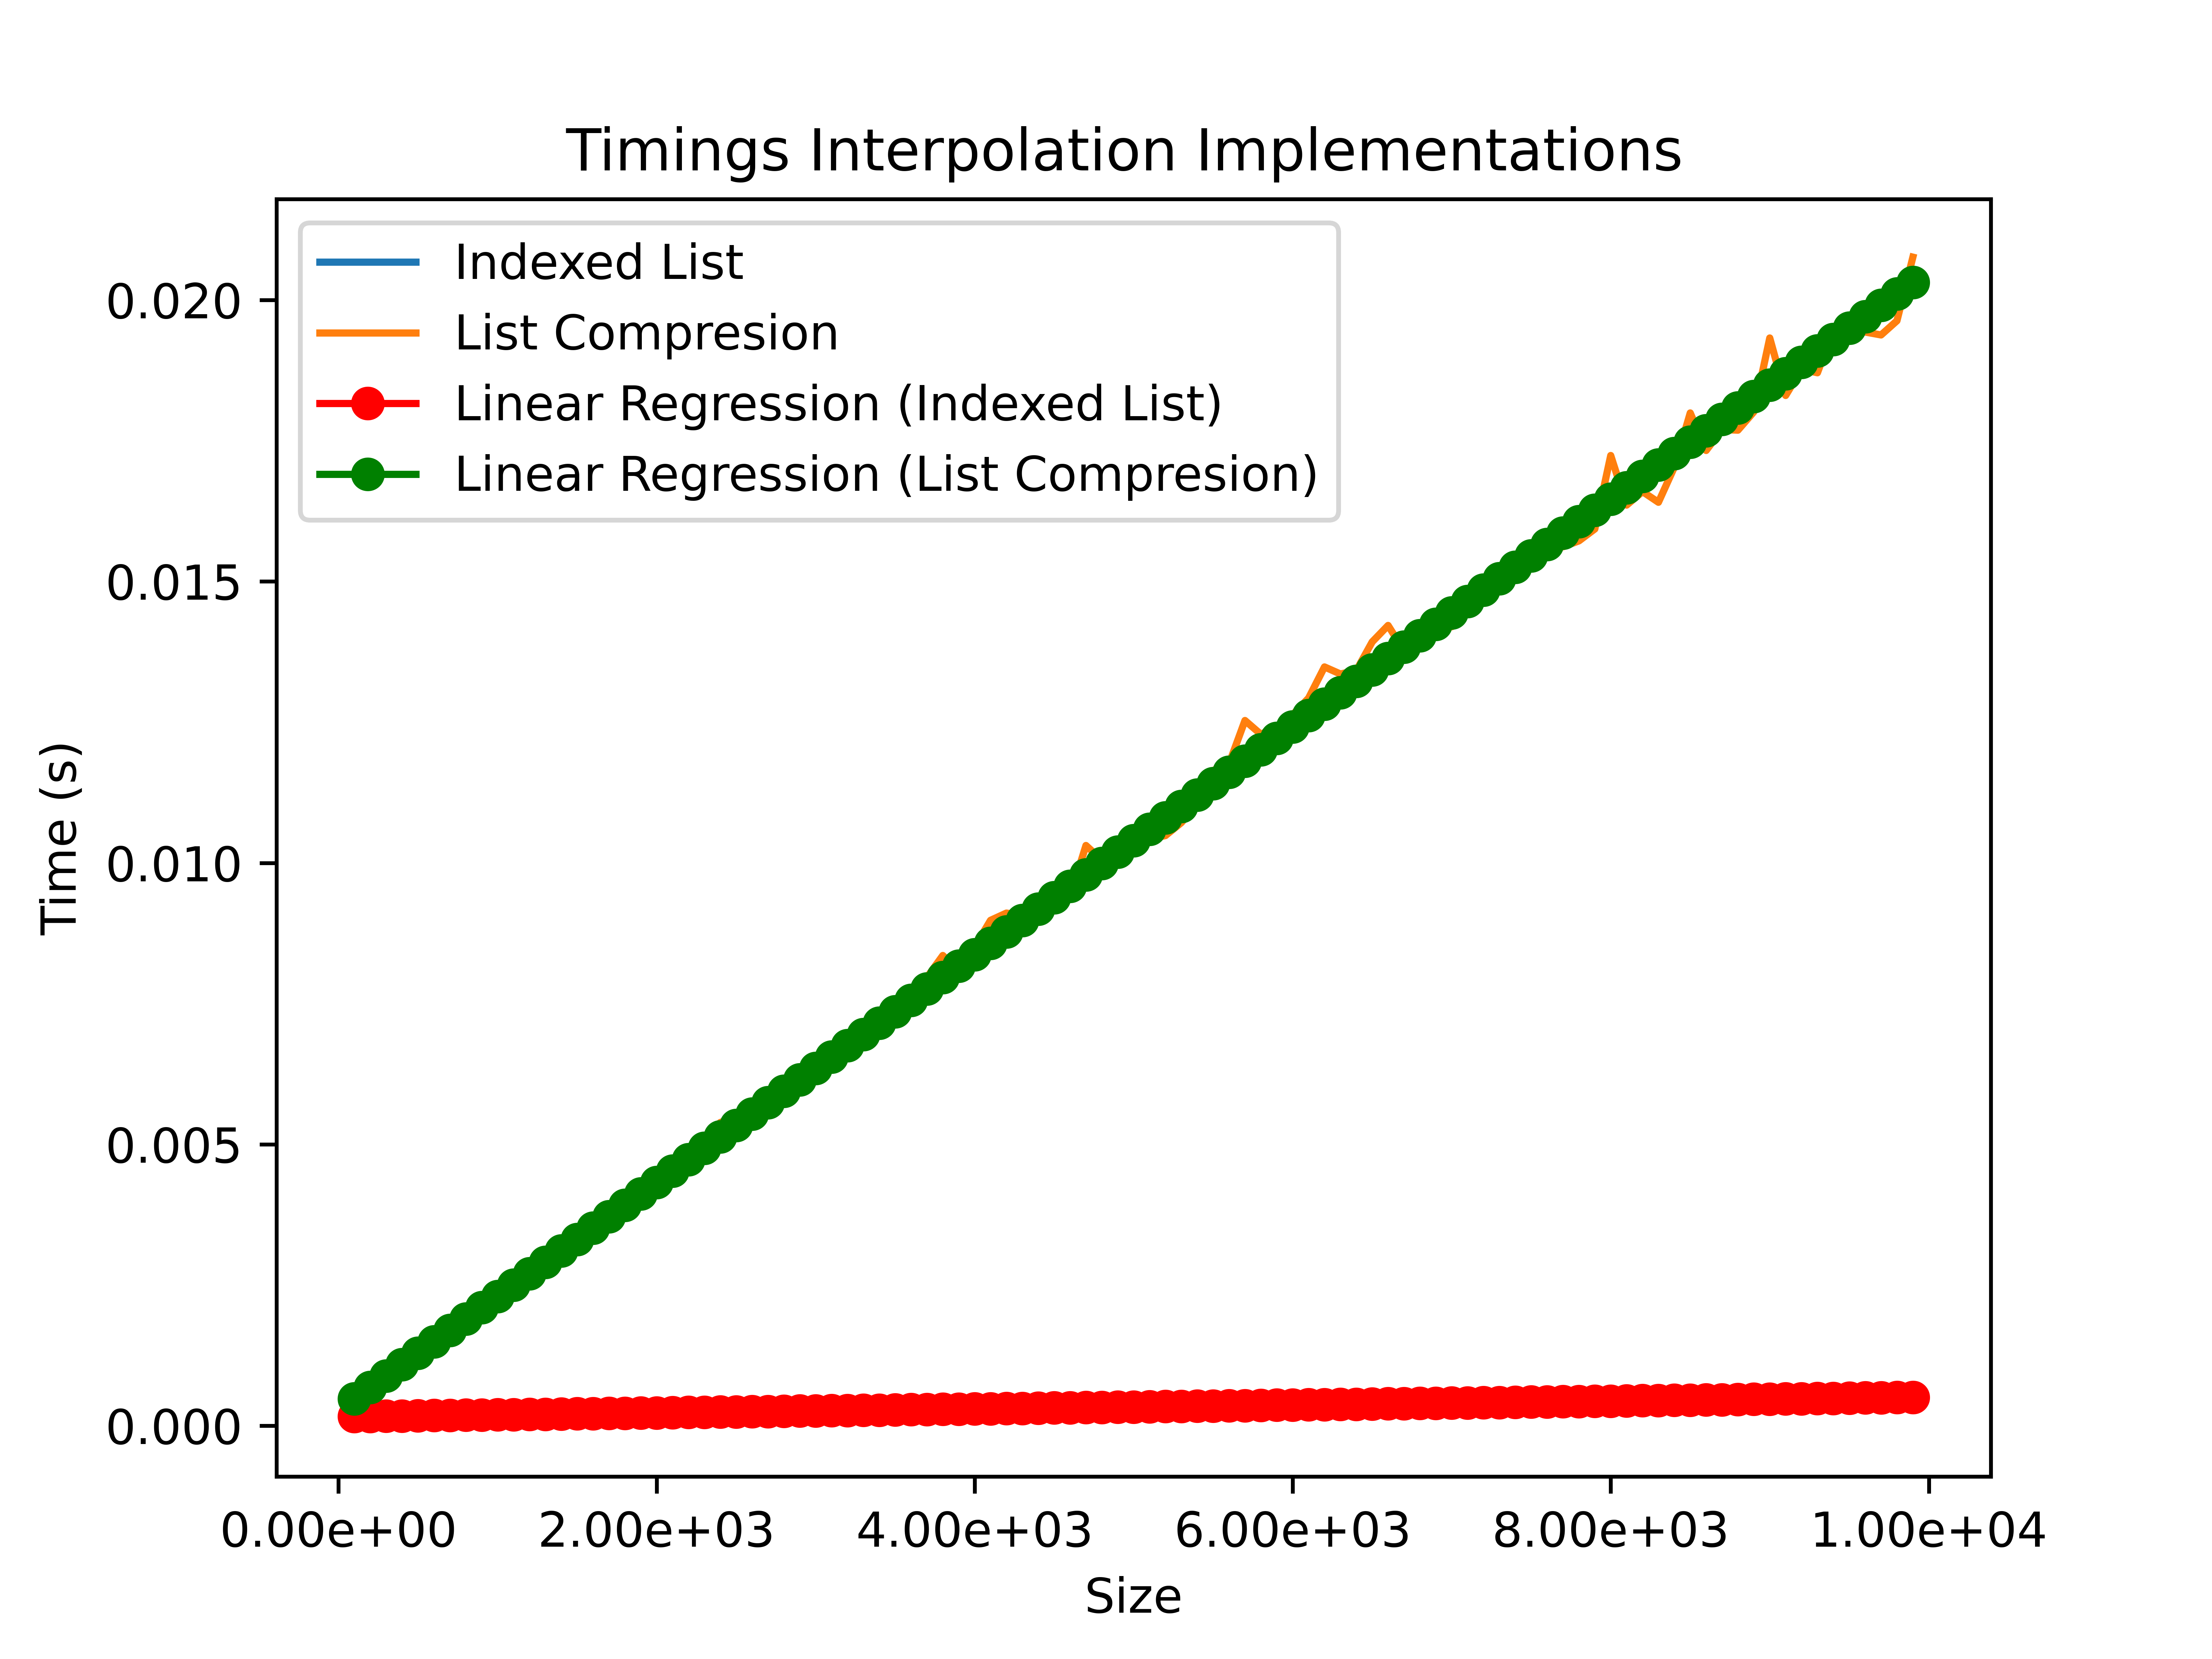 Timings Interpolation Implementations
Indexed List
List Compresion
Linear Regression (Indexed List)
Linear Regression (List Compresion)
0.020
0.015
0.010
0.005
0.000
Time (s)
0.00e+00 2.00e+03 4.00e+03 6.00e+03 8.00e+03 1.00e+04
Size